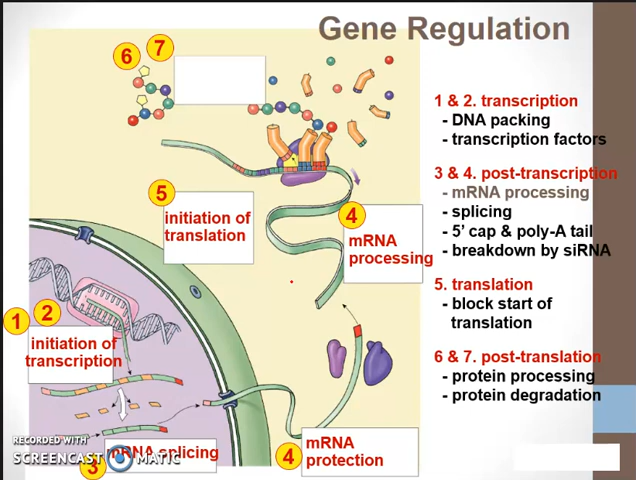 Gene Regulation
6
7
1 & 2. transcription
- DNA packing
- transcription factors
3 & 4. post-transcription
- mRNA processing
- splicing
- 5’ cap & poly-A tail
- breakdown by siRNA
5. translation
- block start of
translation
6 & 7. post-translation
- protein processing
- protein degradation
5
initiation of
translation
4
mRNA
processing
1
2
initiation of
transcription
mRNA splicing
3
4
mRNA
protection
RECORDED WITH
SCREENCAST MATIC